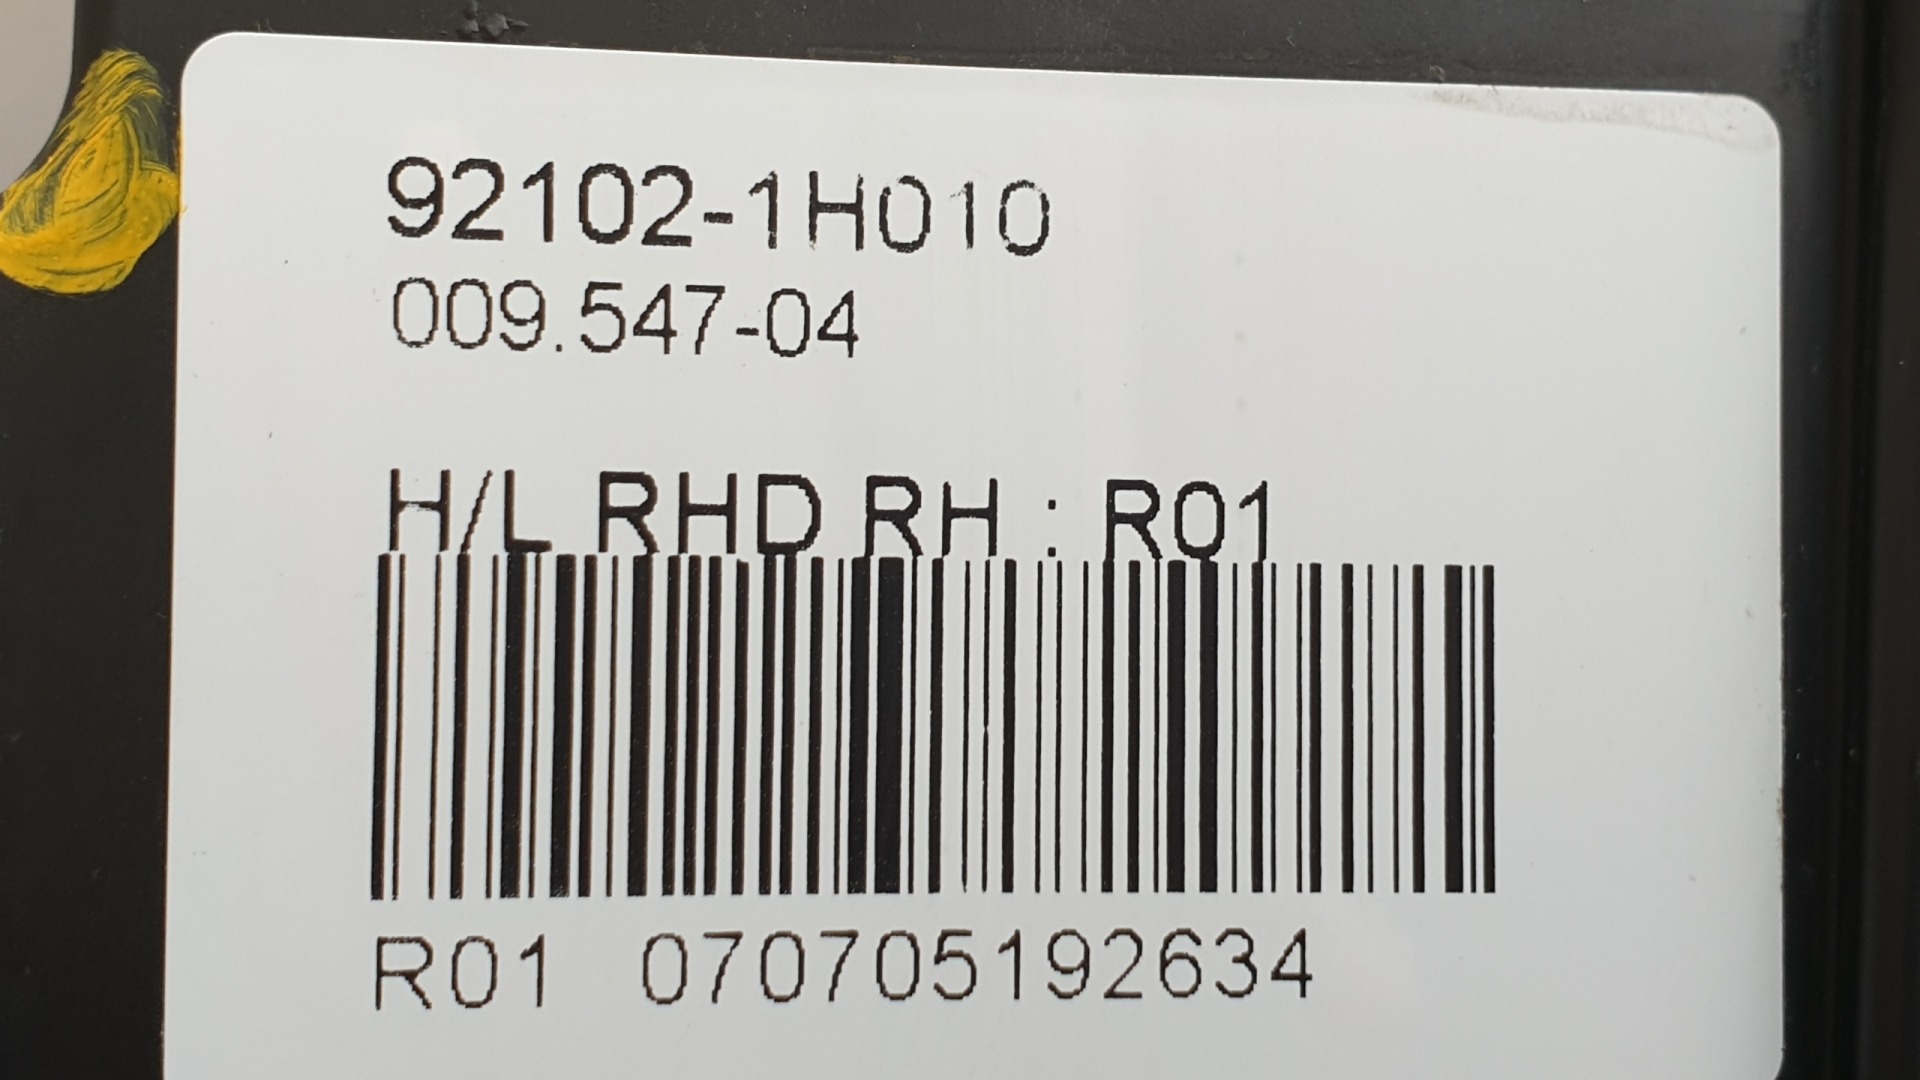 92102-1H010
009.547-04
H/L RHD RH : R01
R01 070705192634